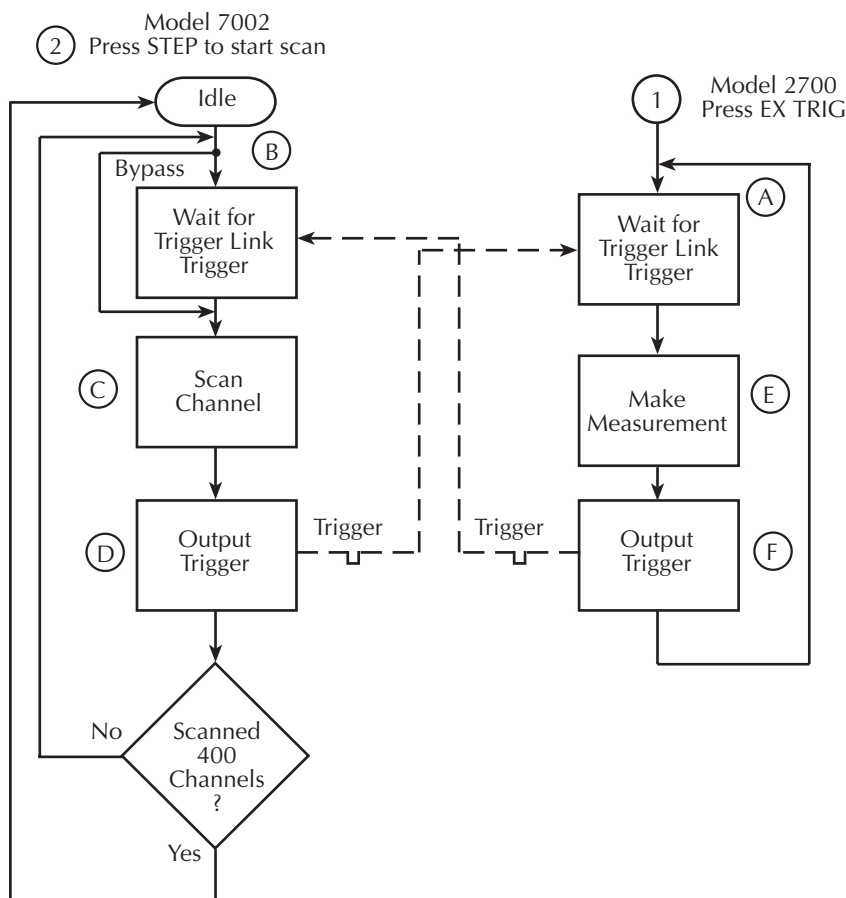 Model 7002
2 Press STEP to start scan
Idle
B
Bypass
Wait for
Trigger Link
Trigger
C
Scan
Channel
D
Output
Trigger
Trigger
No
Scanned
400
Channels
?
Yes
1
Model 2700
Press EX TRIG
A
Wait for
Trigger Link
Trigger
Make
Measurement
E
Trigger
Output
Trigger
F